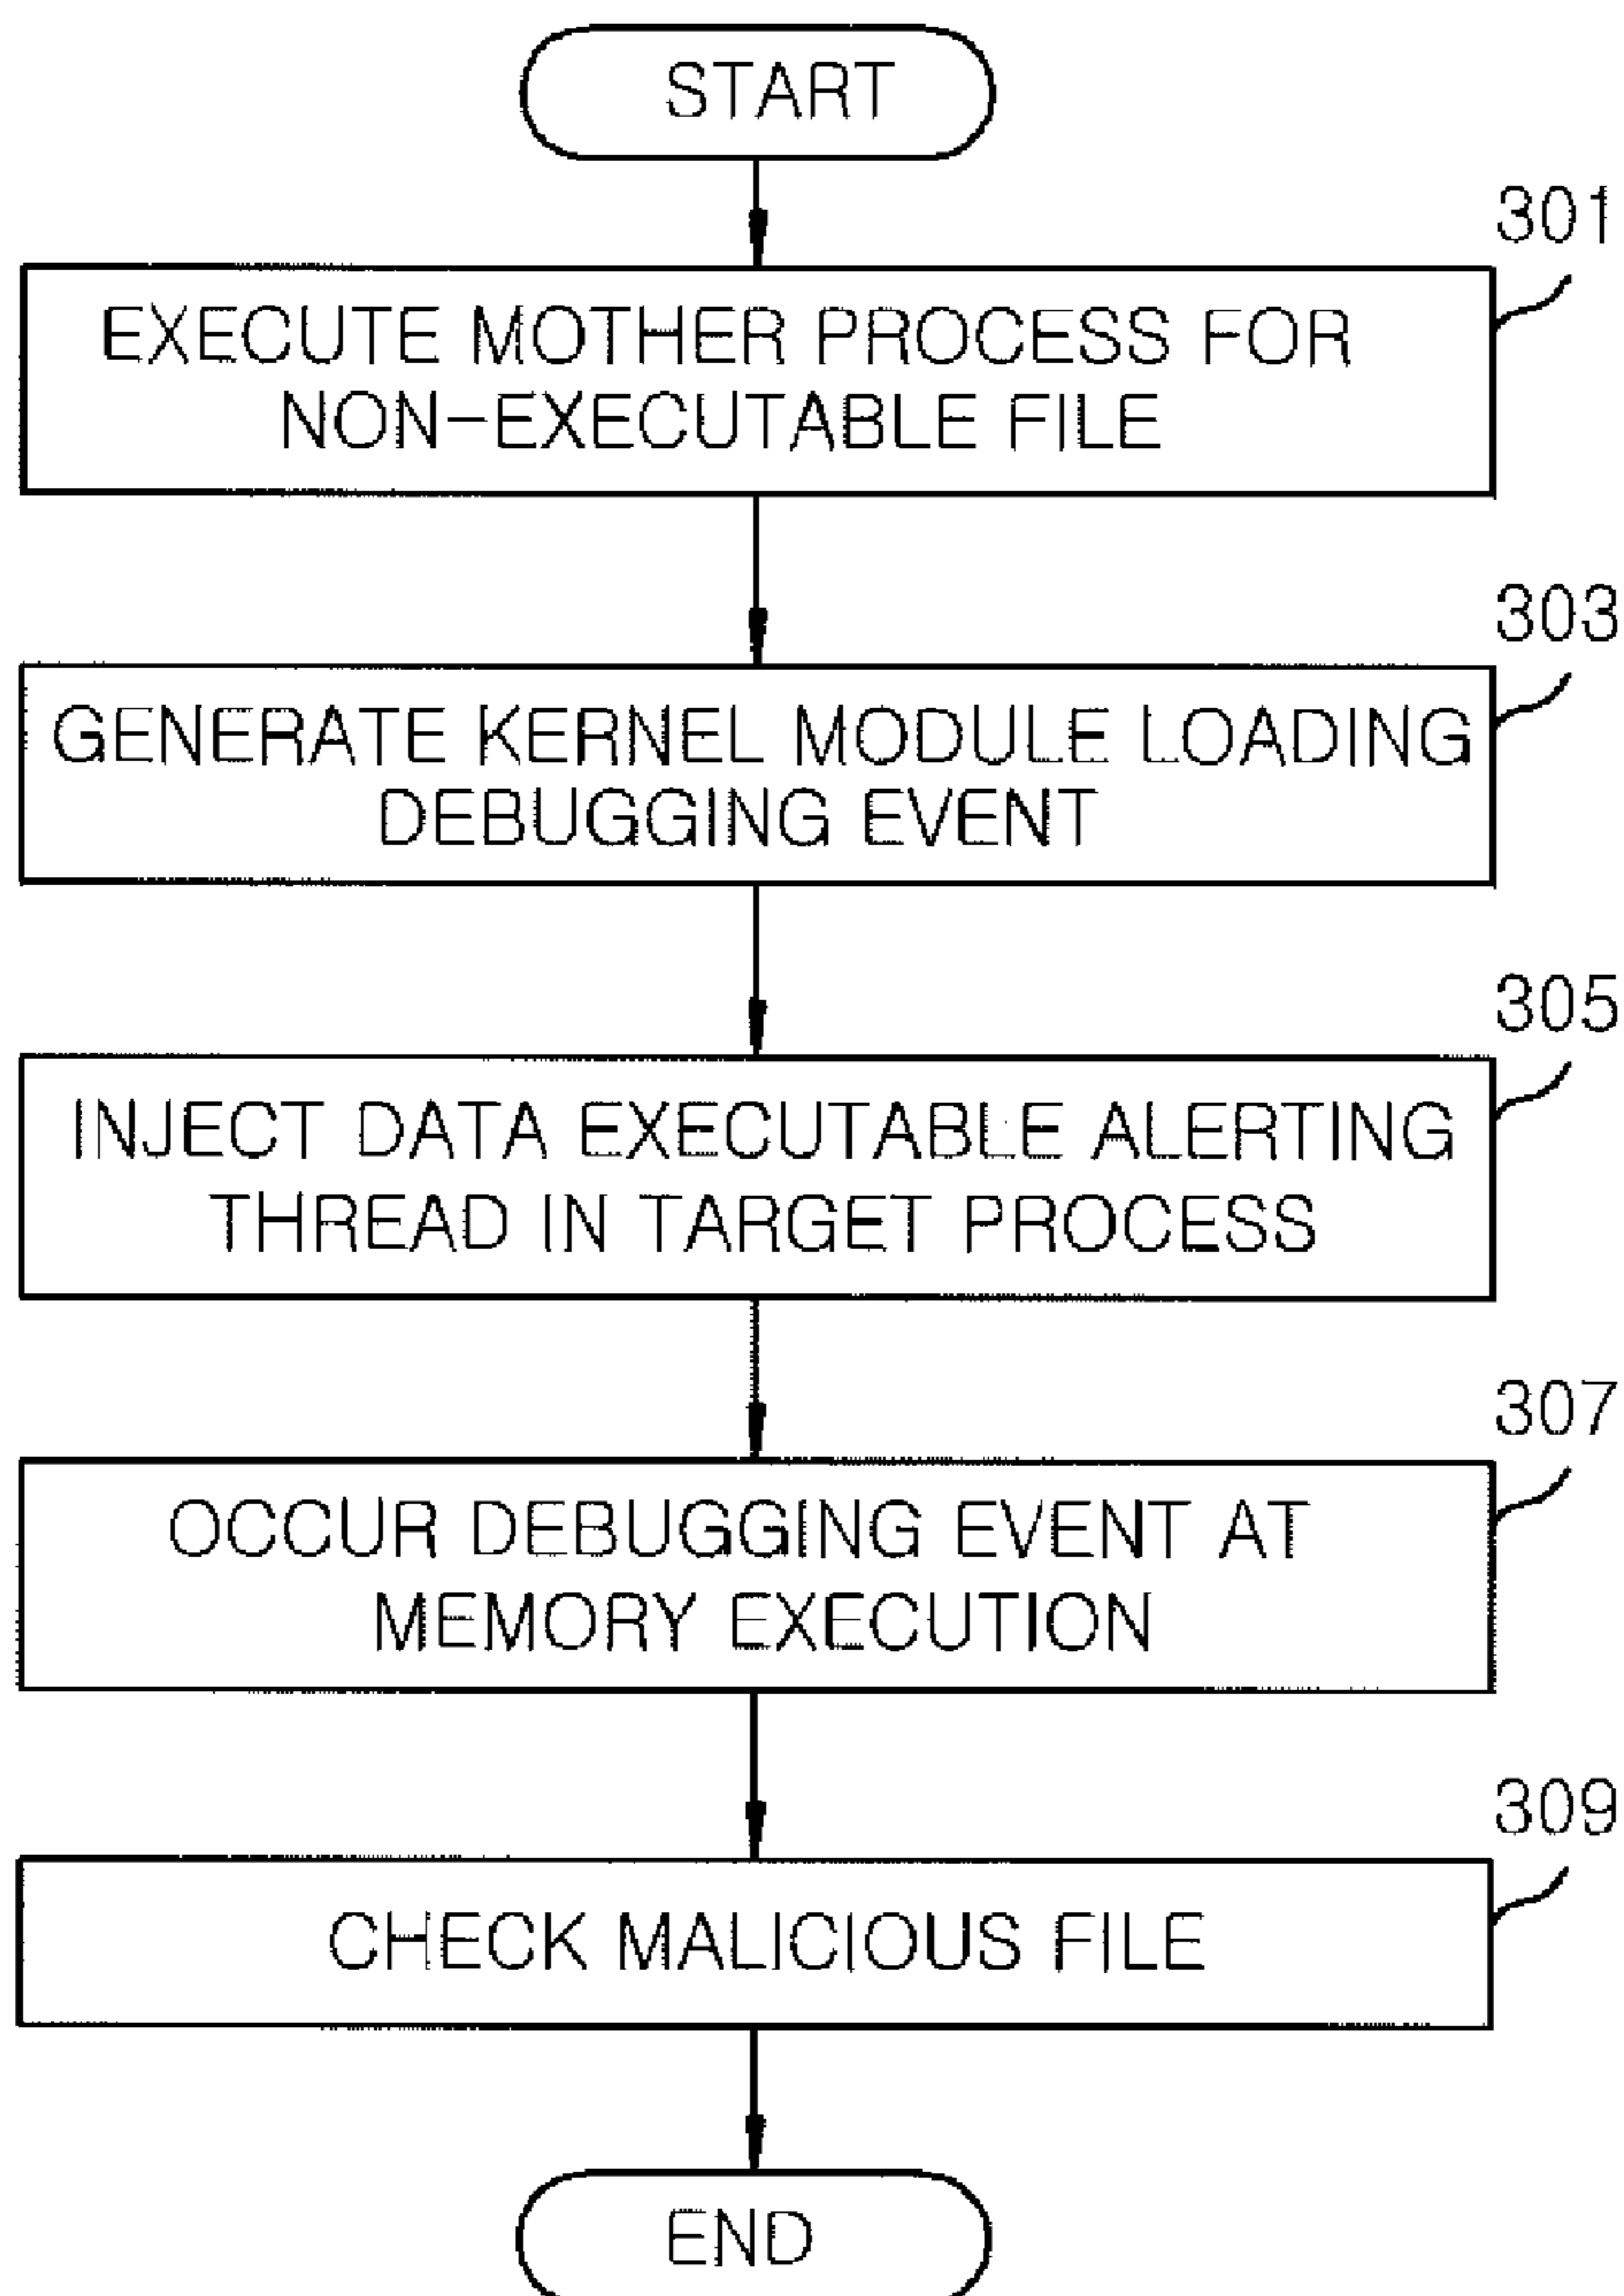 START
301
EXECUTE MOTHER PROCESS FOR
NON-EXECUTABLE FILE
303
GENERATE KERNEL MODULE LOADING
DEBUGGING EVENT
305
INJECT DATA EXECUTABLE ALERTING
THREAD IN TARGET PROCESS
307
OCCUR DEBUGGING EVENT AT
MEMORY EXECUTION
309
CHECK MALICIOUS FILE
END